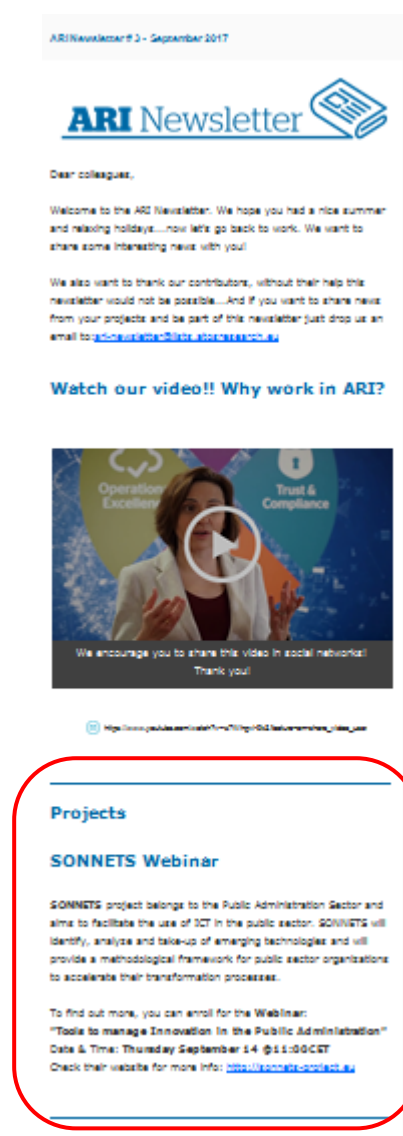 ARI Newsletter # 3 - September 2017
ARI Newsletter
Dear colleagues,
Welcome to the ARI Newsletter. We hope you had a nice summer
and relaxing holidays....now let's go back to work. We want to
share some interesting news with you!
We also want to thank our contributors, without their help this
newsletter would not be possible...And if you want to share news
from your projects and be part of this newsletter just drop us an
email to:
Watch our video!! Why work in ARI?
Operation
Excellen
Trust &
Compliance
We encourage you to share this video in social networks!
Thank you!
Projects
SONNETS Webinar
SONNETS project belongs to the Public Administration Sector and
aims to facilitate the use of ICT in the public sector. SONNETS will
identify, analyze and take-up of emerging technologies and will
provide a methodological framework for public sector organizations
to accelerate their transformation processes.
To find out more, you can enroll for the Webinar:
"Tools to manage Innovation in the Public Administration"
Date & Time: Thursday September 14 @11:00CET
Check their website for more info: http://sonnets-project.eu